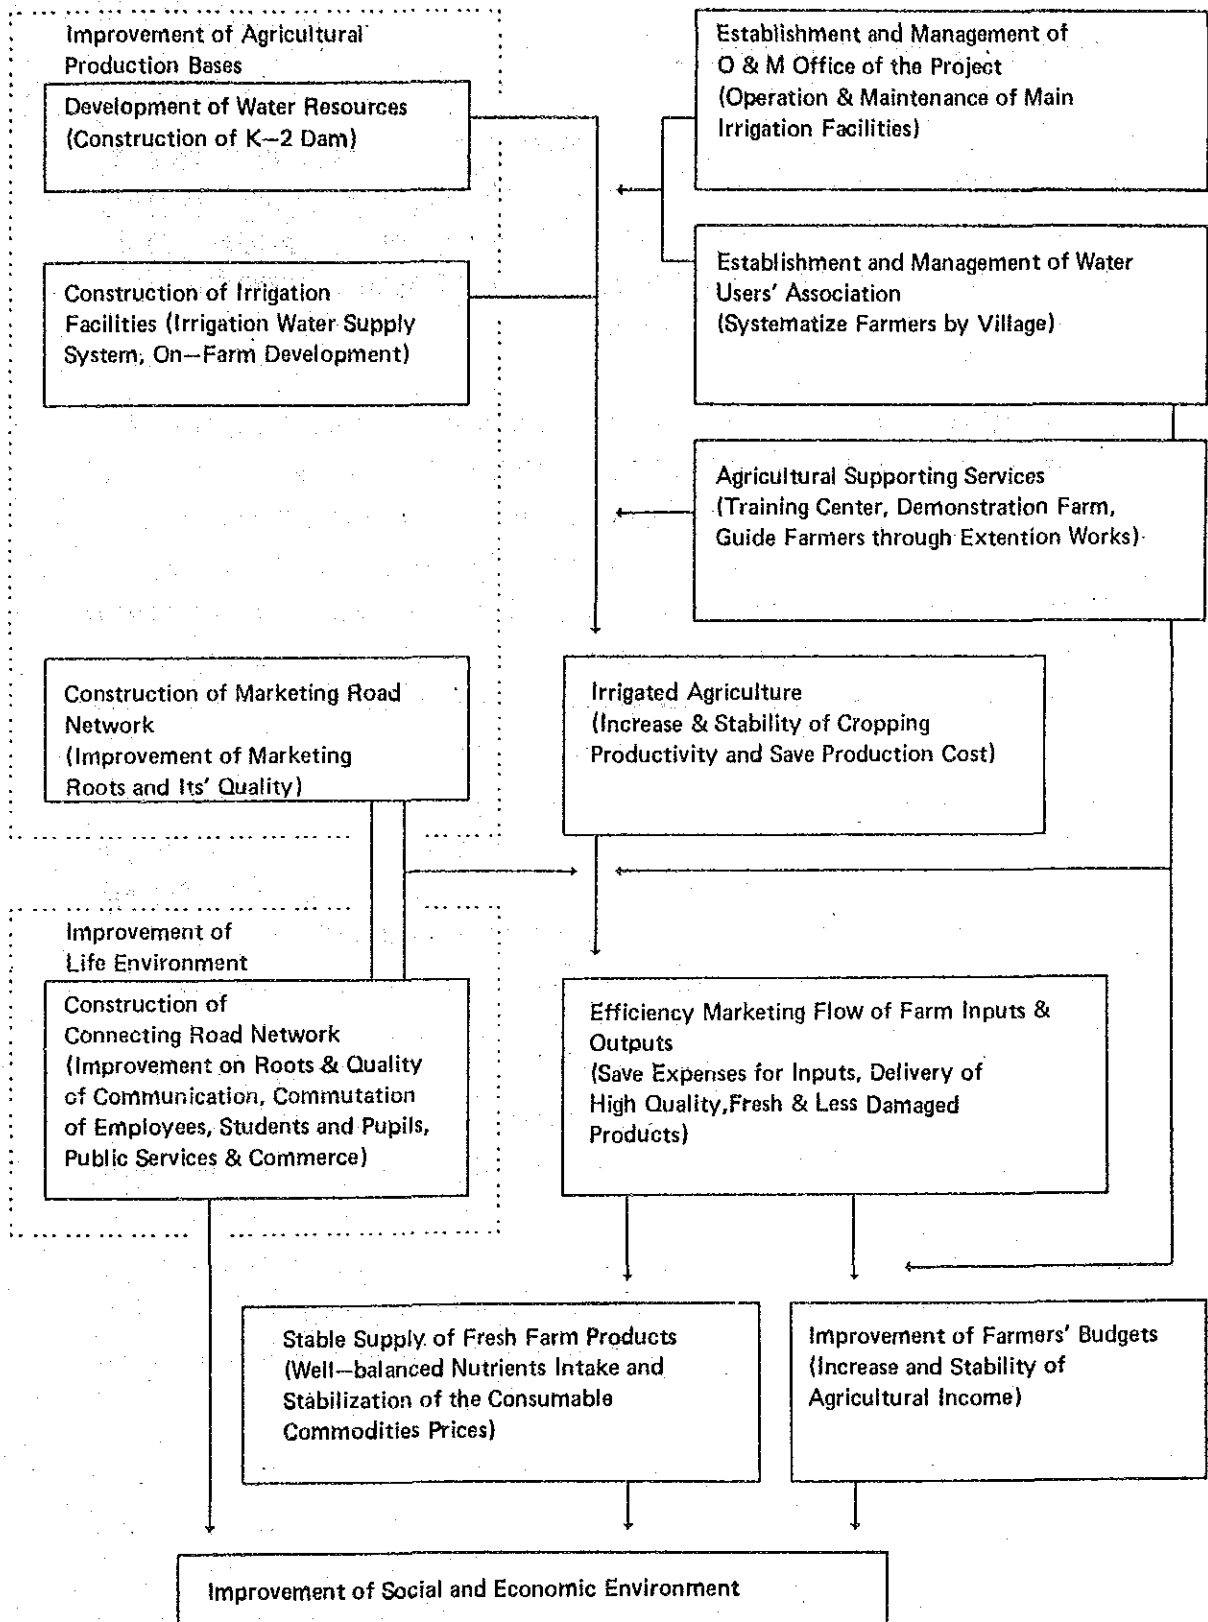 Improvement of Agricultural
Production Bases
Development of Water Resources
(Construction of K—2 Dam)
Construction of Irrigation
Facilities (Irrigation Water Supply
System, On—Farm Development)
Construction of Marketing Road
Network
(Improvement of Marketing
Roots and Its' Quality)
Improvement of
Life Environment
Construction of
Connecting Road Network
(Improvement on Roots & Quality
of Communication, Commutation
of Employees, Students and Pupils,
Public Services & Commerce)
Establishment and Management of
O & M Office of the Project
(Operation & Maintenance of Main
Irrigation Facilities)
Establishment and Management of Water
Users' Association
(Systematize Farmers by Village)
Agricultural Supporting Services
(Training Center, Demonstration Farm,
Guide Farmers through Extention Works)
Irrigated Agriculture
(Increase & Stability of Cropping
Productivity and Save Production Cost)
Efficiency Marketing Flow of Farm Inputs &
Outputs
(Save Expenses for Inputs, Delivery of
High Quality, Fresh & Less Damaged
Products)
Stable Supply of Fresh Farm Products
(Well—balanced Nutrients Intake and
Stabilization of the Consumable
Commodities Prices)
Improvement of Farmers' Budgets
(Increase and Stability of
Agricultural Income)
Improvement of Social and Economic Environment